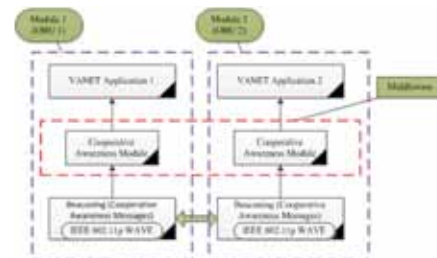 Module 1
(OBU 1)
Module 2
(OBU 2)
VANET Application 1
VANET Application 2
Middleware
Cooperative
Awareness Module
Cooperative
Awareness Module
Beaconing (Cooperative
Awareness Messages)
IEEE 802.11p WAVE
Beaconing (Cooperative
Awareness Messages)
IEEE 802.11p WAVE